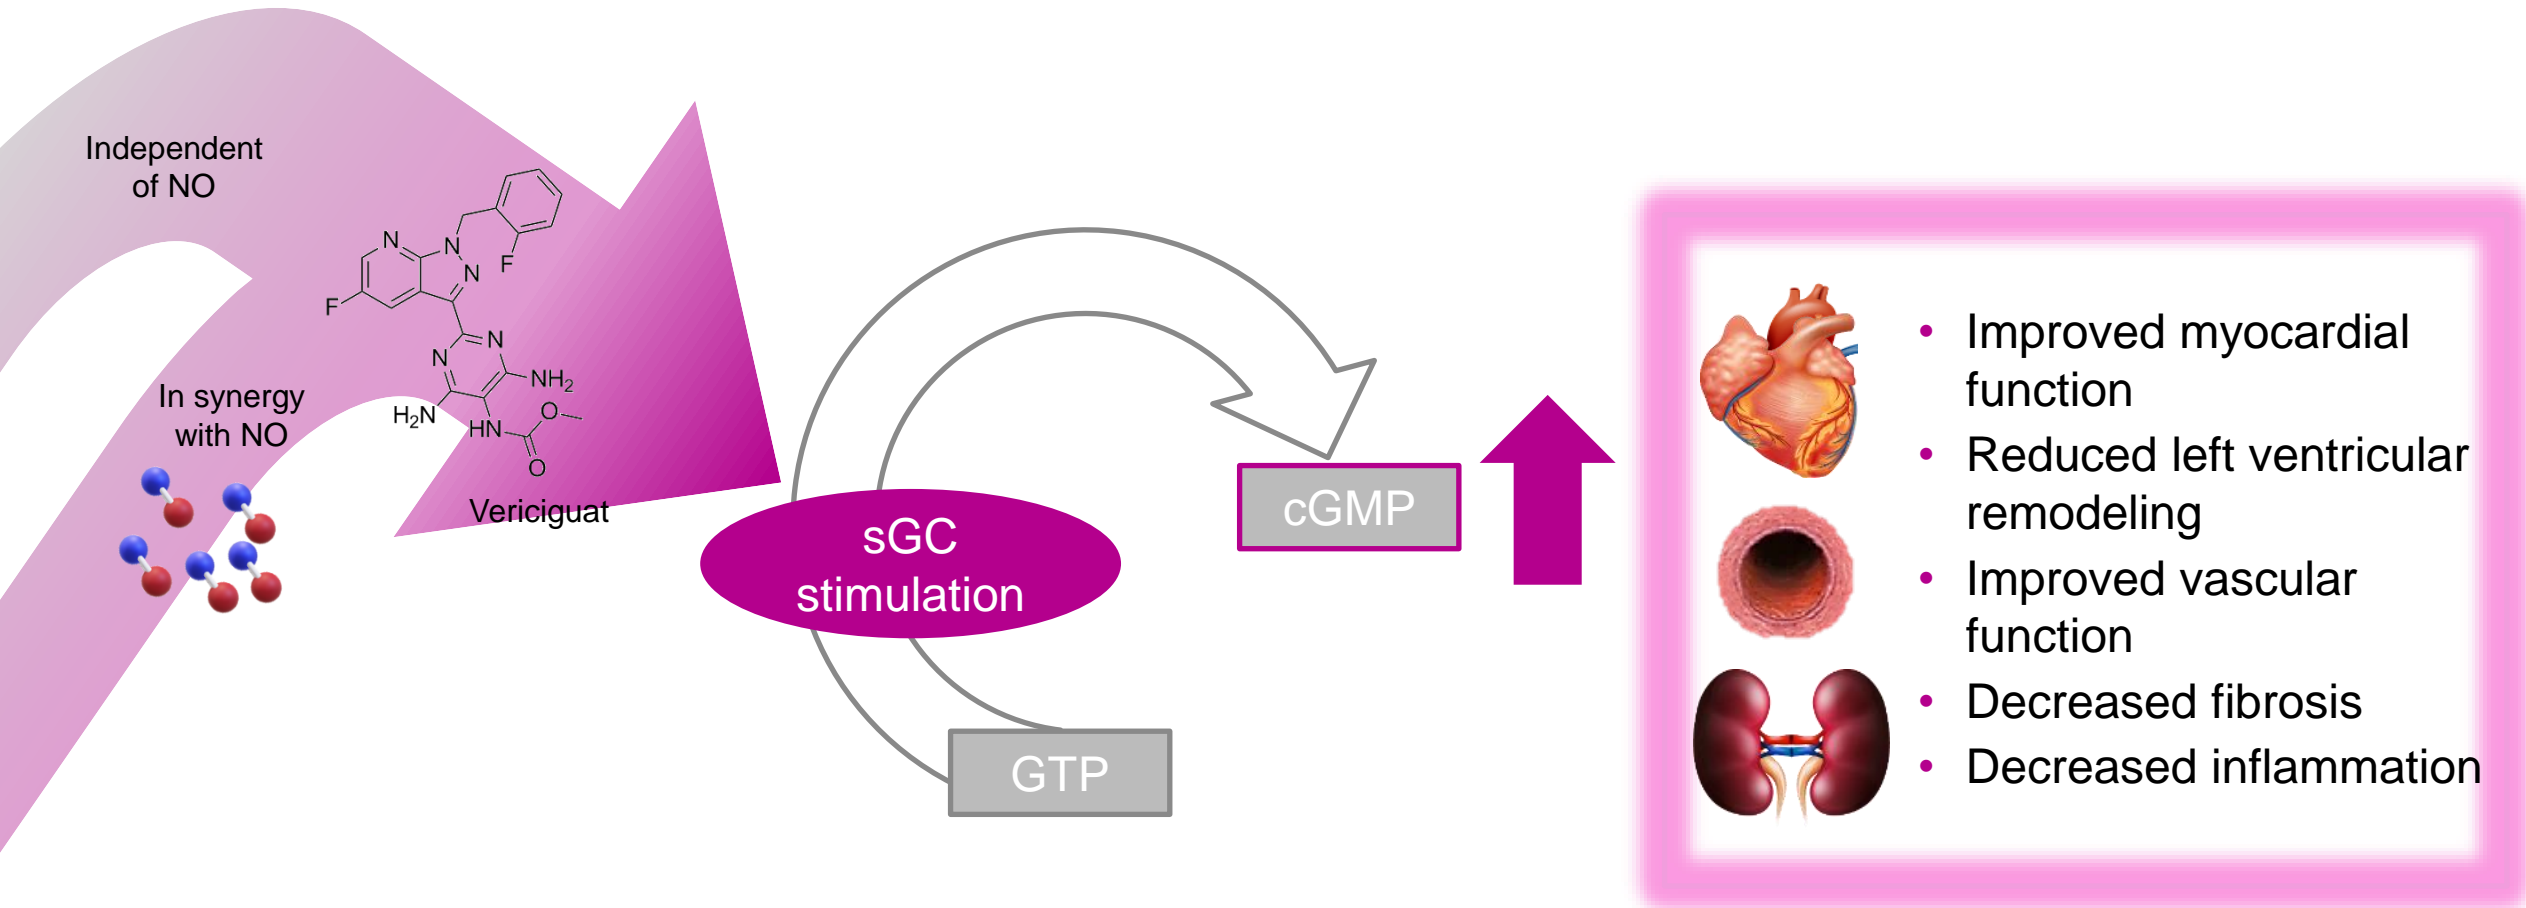 Independent
of NO
In synergy
with NO
N
N
N
F
F
N
N
NH₂
H₂N
HN
O
O
Vericiguat
sGC
stimulation
cGMP
GTP
• Improved myocardial
function
• Reduced left ventricular
remodeling
• Improved vascular
function
• Decreased fibrosis
• Decreased inflammation